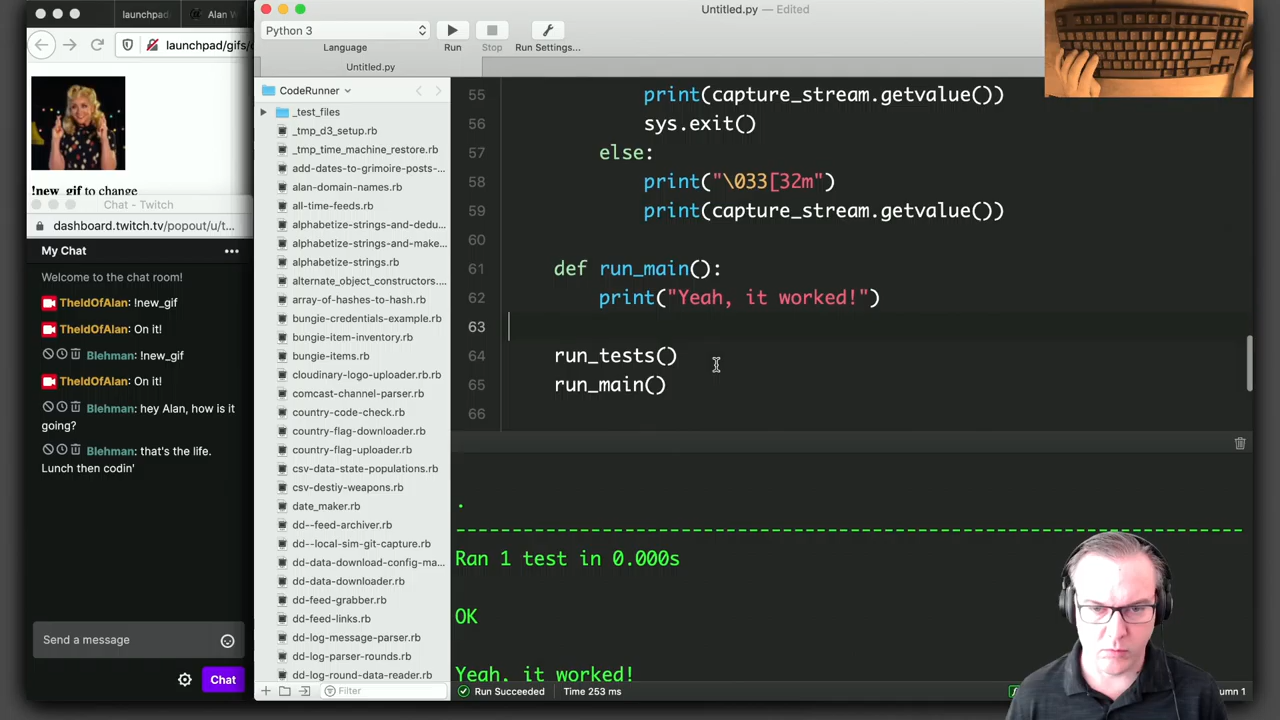 launchpad
Alan W
launchpad/gifs/
!new_gif to change
Chat - Twitch
dashboard.twitch.tv/popout/u/t...
My Chat
Welcome to the chat room!
TheIdOfAlan: !new_gif
TheIdOfAlan: On it!
Blehman: !new_gif
TheIdOfAlan: On it!
Blehman: hey Alan, how is it
going?
Blehman: that's the life.
Lunch then codin'
Send a message
Chat
Untitled.py — Edited
Python 3
Language
Run
Stop
Run Settings...
Untitled.py
CodeRunner
_test_files
_tmp_d3_setup.rb
_tmp_time_machine_restore.rb
add-dates-to-grimoire-posts-...
alan-domain-names.rb
all-time-feeds.rb
alphabetize-strings-and-dedu...
alphabetize-strings-and-make...
alphabetize-strings.rb
alternate_object_constructors.
array-of-hashes-to-hash.rb
bungie-credentials-example.rb
bungie-item-inventory.rb
bungie-items.rb
cloudinary-logo-uploader.rb
comcast-channel-parser.rb
country-code-check.rb
country-flag-downloader.rb
country-flag-uploader.rb
csv-data-state-populations.rb
csv-destiy-weapons.rb
date_maker.rb
dd--feed-archiver.rb
dd--local-sim-git-capture.rb
dd-data-download-config-ma...
dd-data-downloader.rb
dd-feed-grabber.rb
dd-feed-links.rb
dd-log-message-parser.rb
dd-log-parser-rounds.rb
dd-log-round-data-reader.rb
Filter
55 print(capture_stream.getvalue())
56 sys.exit()
57 else:
58 print("\033[32m")
59 print(capture_stream.getvalue())
60
61 def run_main():
62 print("Yeah, it worked!")
63
64 run_tests()
65 run_main()
66
.
----------------------------------------------------------------------
Ran 1 test in 0.000s
OK
Yeah, it worked!
Run Succeeded
Time 253 ms
umn 1